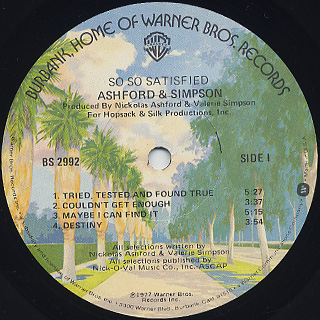 BURBANK, HOME OF WARNER BROS. RECORDS
SO SO SATISFIED
ASHFORD & SIMPSON
Produced By Nickolas Ashford & Valerie Simpson
For Hopsack & Silk Productions, Inc.
BS 2992
SIDE 1
1. TRIED, TESTED AND FOUND TRUE 5:27
2. COULDN'T GET ENOUGH 3:37
3. MAYBE I CAN FIND IT 5:15
4. DESTINY 3:54
All selections written by
Nickolas Ashford & Valerie Simpson
All selections published by
Nick-O-Val Music Co., Inc.-ASCAP
©1977 Warner Bros.
Records Inc.